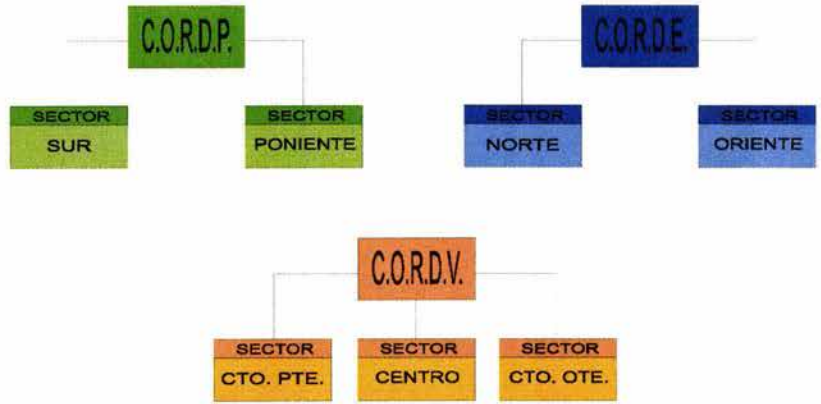 C.O.R.D.P.
C.O.R.D.E.
SECTOR
SUR
SECTOR
PONIENTE
SECTOR
NORTE
SECTOR
ORIENTE
C.O.R.D.V.
SECTOR
CTO. PTE.
SECTOR
CENTRO
SECTOR
CTO. OTE.